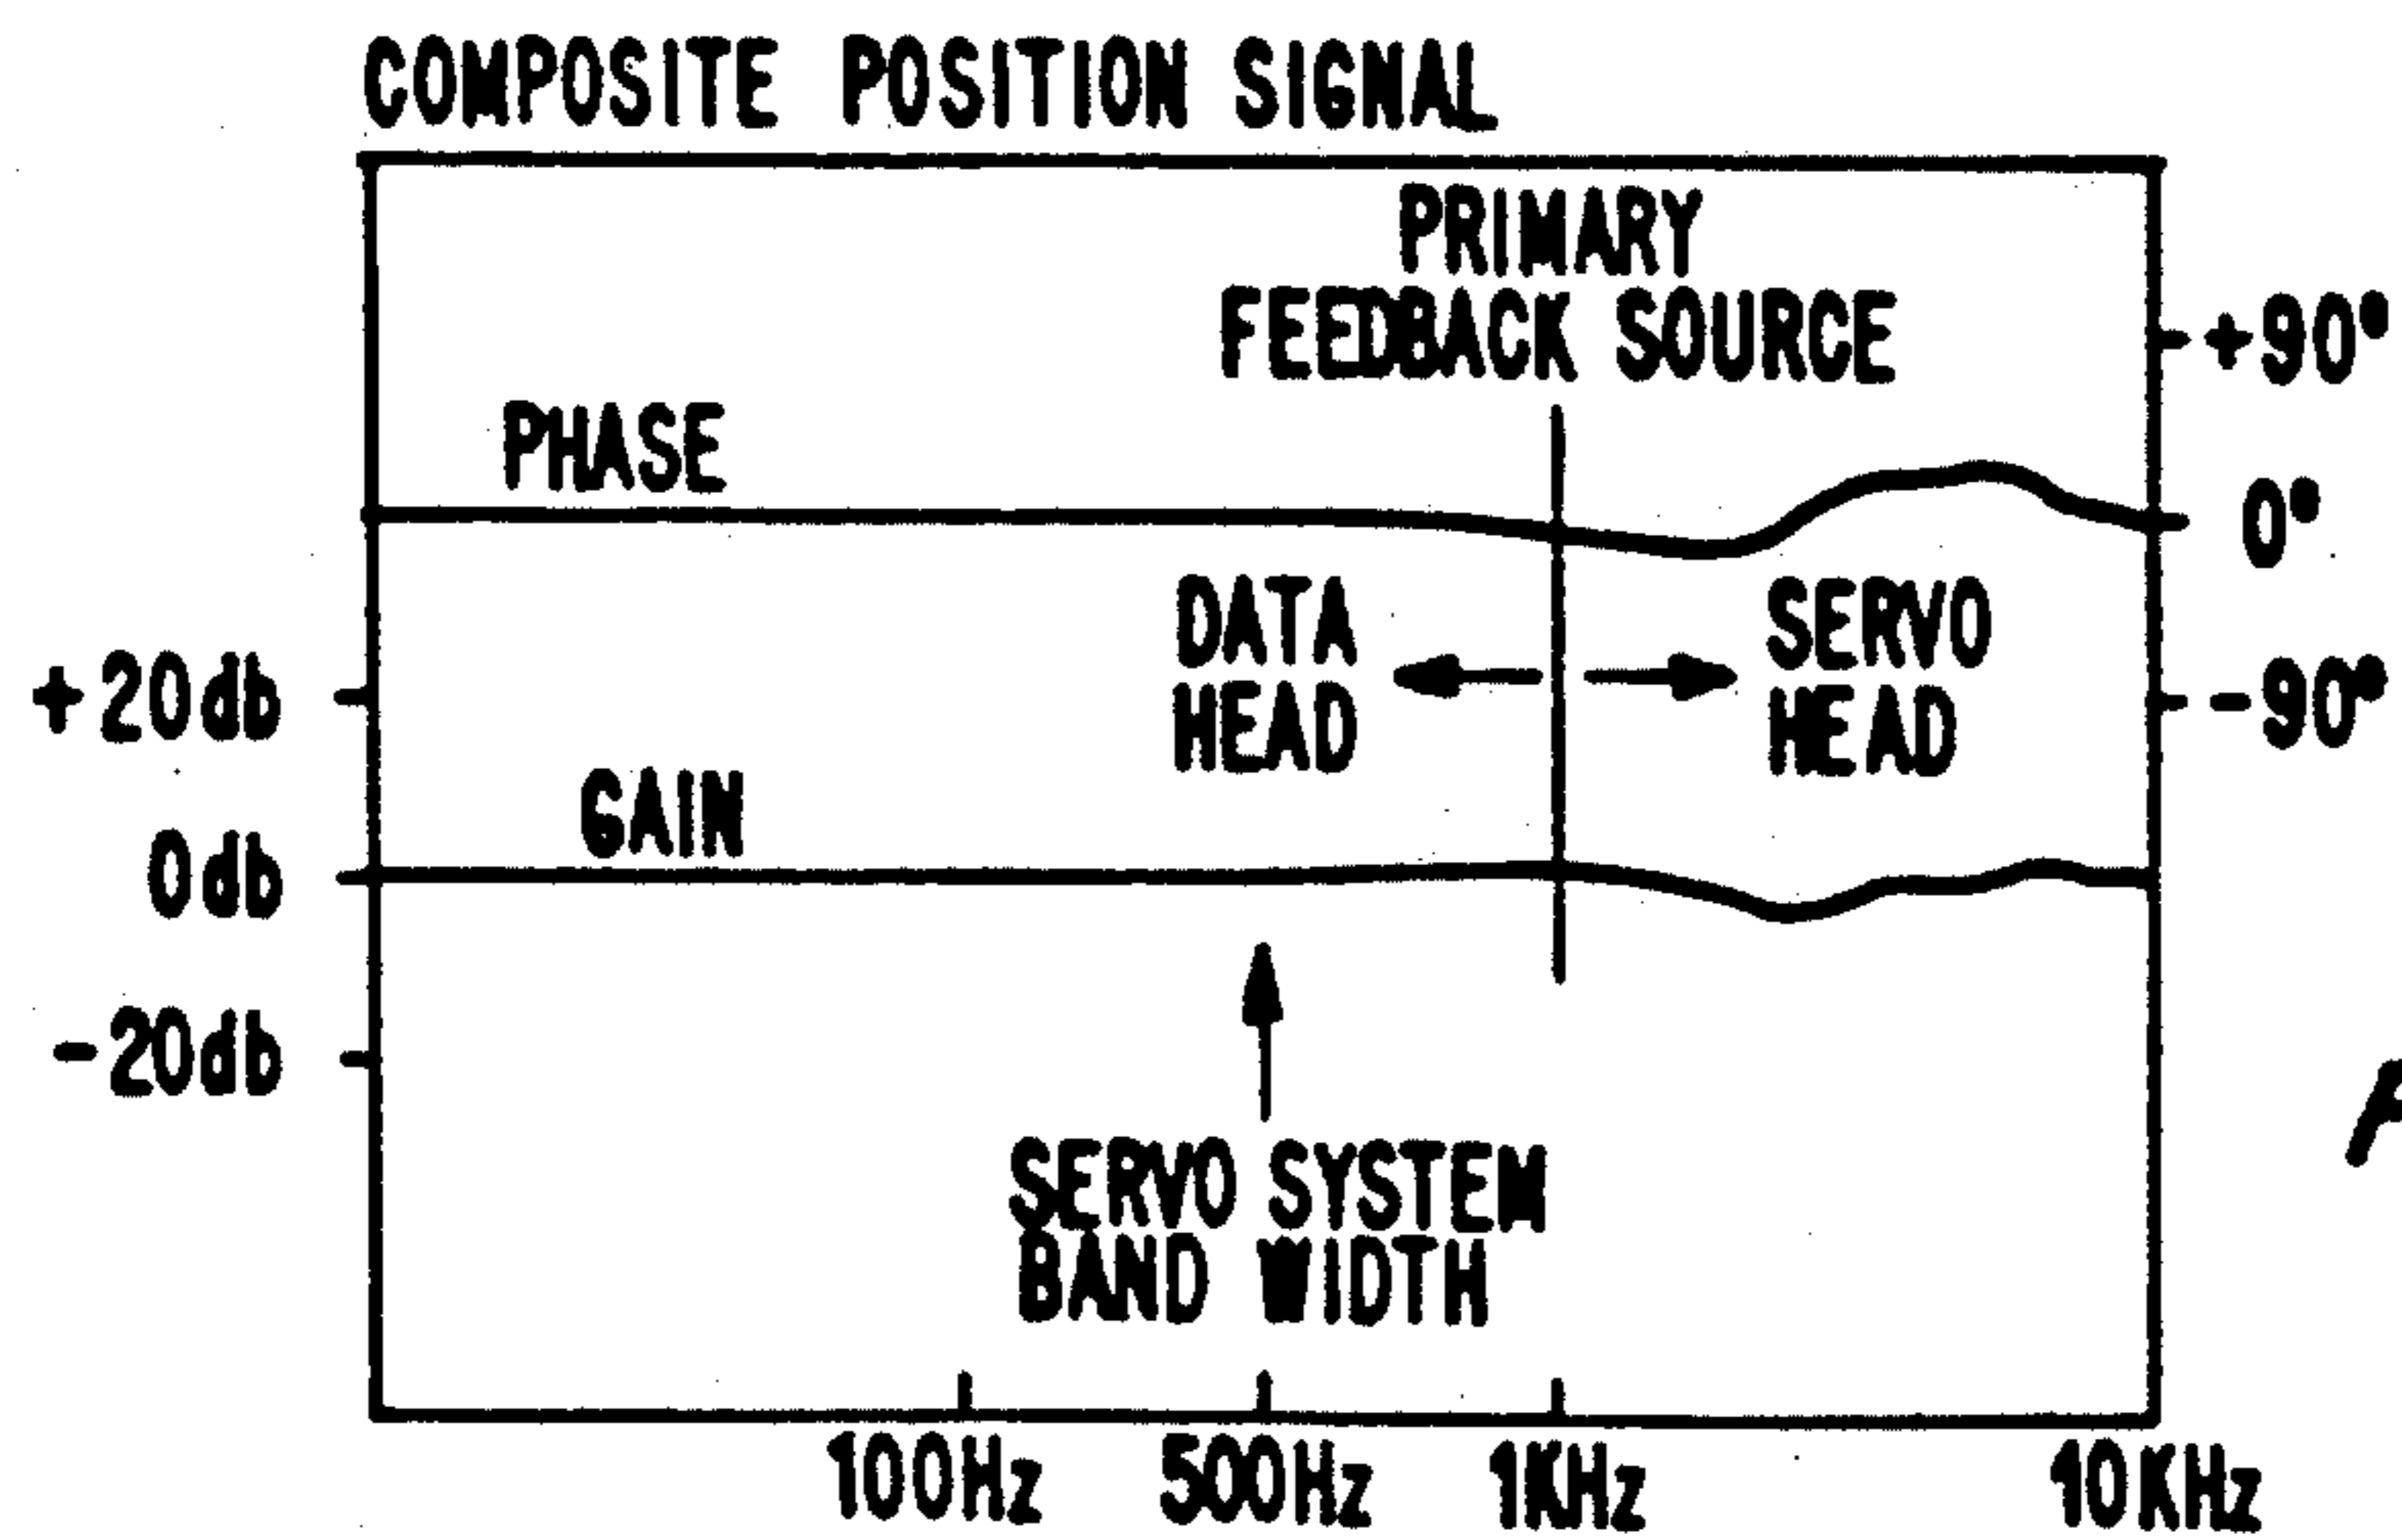 COMPOSITE POSITION SIGNAL
PRIMARY
FEEDBACK SOURCE
+90°
PHASE
0°
DATA
HEAD
SERVO
HEAD
+20db
-90°
GAIN
0db
-20db
SERVO SYSTEM
BAND WIDTH
100Hz 500Hz 1KHz 10KHz